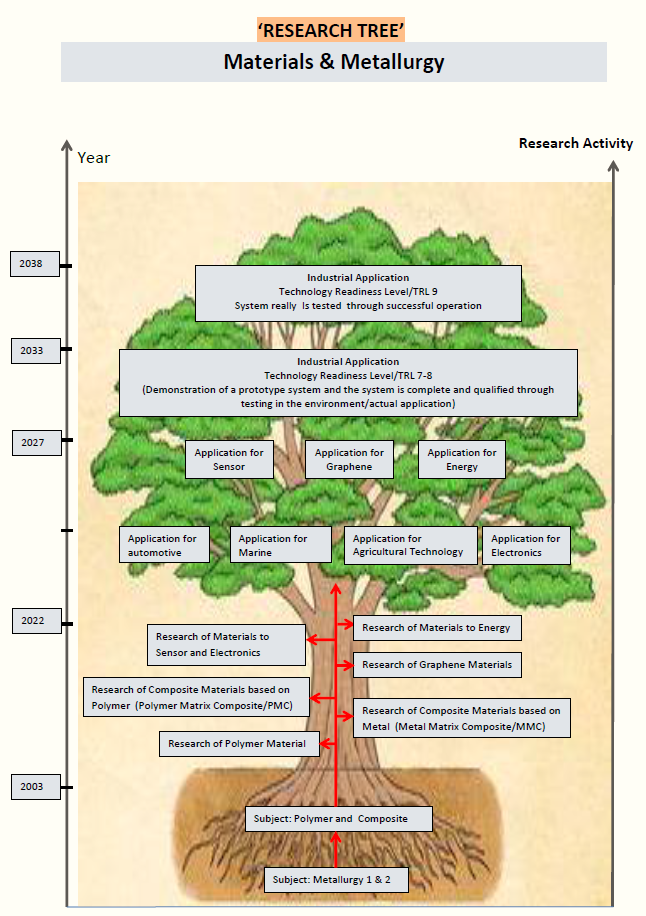 ‘RESEARCH TREE’
Materials & Metallurgy
Research Activity
Year
2038
Industrial Application
Technology Readiness Level/TRL 9
System really Is tested through successful operation
2033
Industrial Application
Technology Readiness Level/TRL 7-8
(Demonstration of a prototype system and the system is complete and qualified through
testing in the environment/actual application)
2027
Application for
Sensor
Application for
Graphene
Application for
Energy
Application for
automotive
Application for
Marine
Application for
Agricultural Technology
Application for
Electronics
2022
Research of Materials to Energy
Research of Materials to
Sensor and Electronics
Research of Graphene Materials
Research of Composite Materials based on
Polymer (Polymer Matrix Composite/PMC)
Research of Composite Materials based on
Metal (Metal Matrix Composite/MMC)
Research of Polymer Material
2003
Subject: Polymer and Composite
Subject: Metallurgy 1 & 2